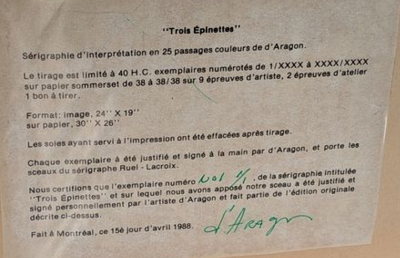 "Trois Épinettes"
Sérigraphie d'interprétation en 25 passages couleurs de d'Aragon.
Le tirage est limité à 40 H.C. exemplaires numérotés de 1/XXXX à XXXX/XXXX
sur papier sommerset de 38 à 38/38 sur 9 épreuves d'artiste, 2 épreuves d'atelier
1 bon à tirer.
Format: image, 24" X 19"
sur papier, 30" X 26"
Les soies ayant servi à l'impression ont été effacées après tirage.
Chaque exemplaire a été justifié et signé à la main par d'Aragon, et porte les
sceaux du sérigraphe Ruel - Lacroix.
Nous certifions que l'exemplaire numéro 1/1, de la sérigraphie intitulée
"Trois Épinettes" et sur lequel nous avons apposé notre sceau a été justifié et
signé personnellement par l'artiste d'Aragon et fait partie de l'édition originale
décrite ci-dessus.
Fait à Montréal, ce 15è jour d'avril 1988.
d'Aragon